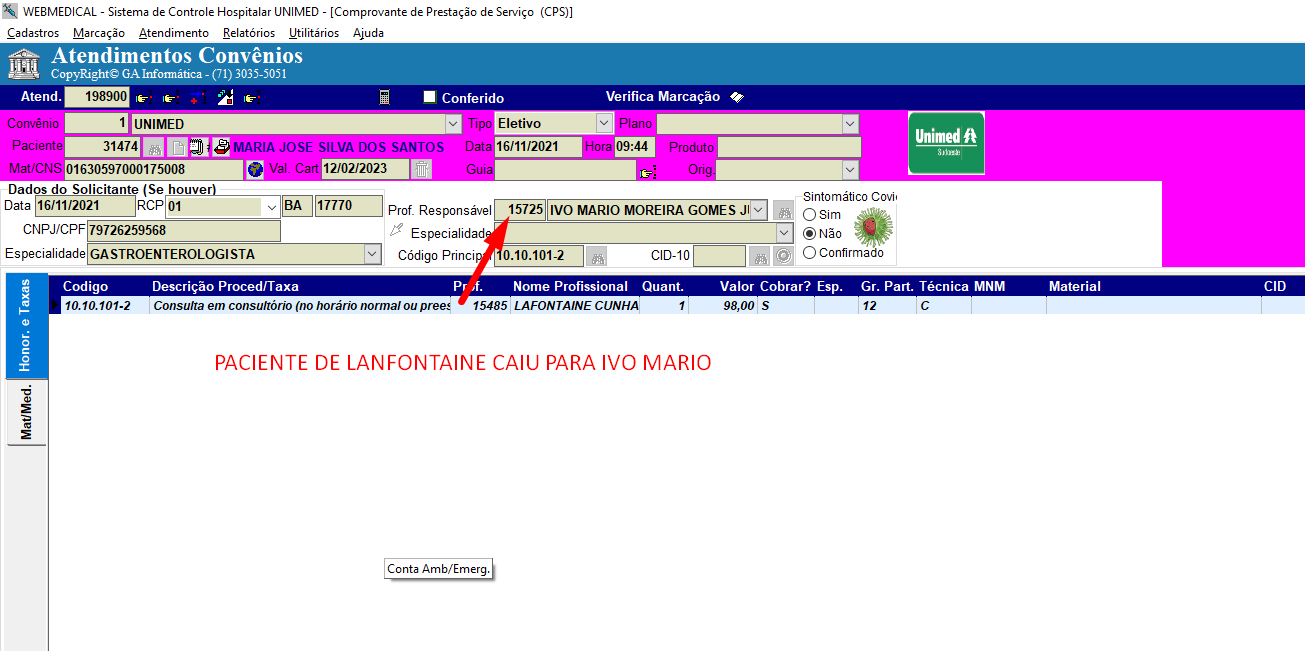 WEBMEDICAL - Sistema de Controle Hospitalar UNIMED - [Comprovante de Prestação de Serviço (CPS)]
Cadastros Marcação Atendimento Relatórios Utilitários Ajuda
Atendimentos Convênios
CopyRight© GA Informática - (71) 3035-5051
Atend. 198900 Conferido Verifica Marcação
Convênio 1 UNIMED Tipo Eletivo Plano
Paciente 31474 MARIA JOSE SILVA DOS SANTOS Data 16/11/2021 Hora 09:44 Produto
Mat/CNS 01630597000175008 Val. Cart 12/02/2023 Guia Orig.
Unimed
Sudoeste
Dados do Solicitante (Se houver)
Data 16/11/2021 RCP 01 BA 17770
CNPJ/CPF 79726259568
Especialidade GASTROENTEROLOGISTA
Prof. Responsável 15725 IVO MARIO MOREIRA GOMES
Especialidade
Código Princip 10.10.101-2 CID-10
Sintomático Covi
Sim
Não
Confirmado
Honor. e Taxas
Mat/Med.
Codigo Descrição Proced/Taxa Prof. Nome Profissional Quant. Valor Cobrar? Esp. Gr. Part. Técnica MNM Material CID
10.10.101-2 Consulta em consultório (no horário normal ou prees 15485 LAFONTAINE CUNHA 1 98,00 S 12 C
PACIENTE DE LANFONTAINE CAIU PARA IVO MARIO
Conta Amb/Emerg.